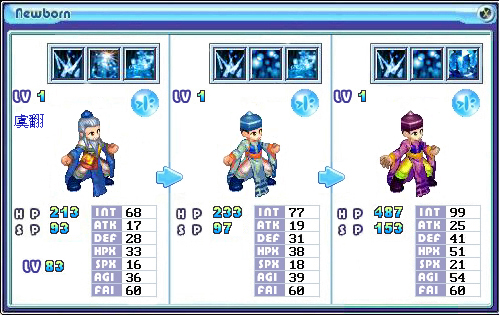 Newborn
LV 1
虞翻
HP 213
SP 93
LV 83
INT 68
ATK 17
DEF 28
HPX 33
SPX 16
AGI 36
FAI 60
LV 1
HP 233
SP 97
INT 77
ATK 19
DEF 31
HPX 38
SPX 18
AGI 39
FAI 60
LV 1
HP 487
SP 153
INT 99
ATK 25
DEF 41
HPX 51
SPX 21
AGI 54
FAI 60